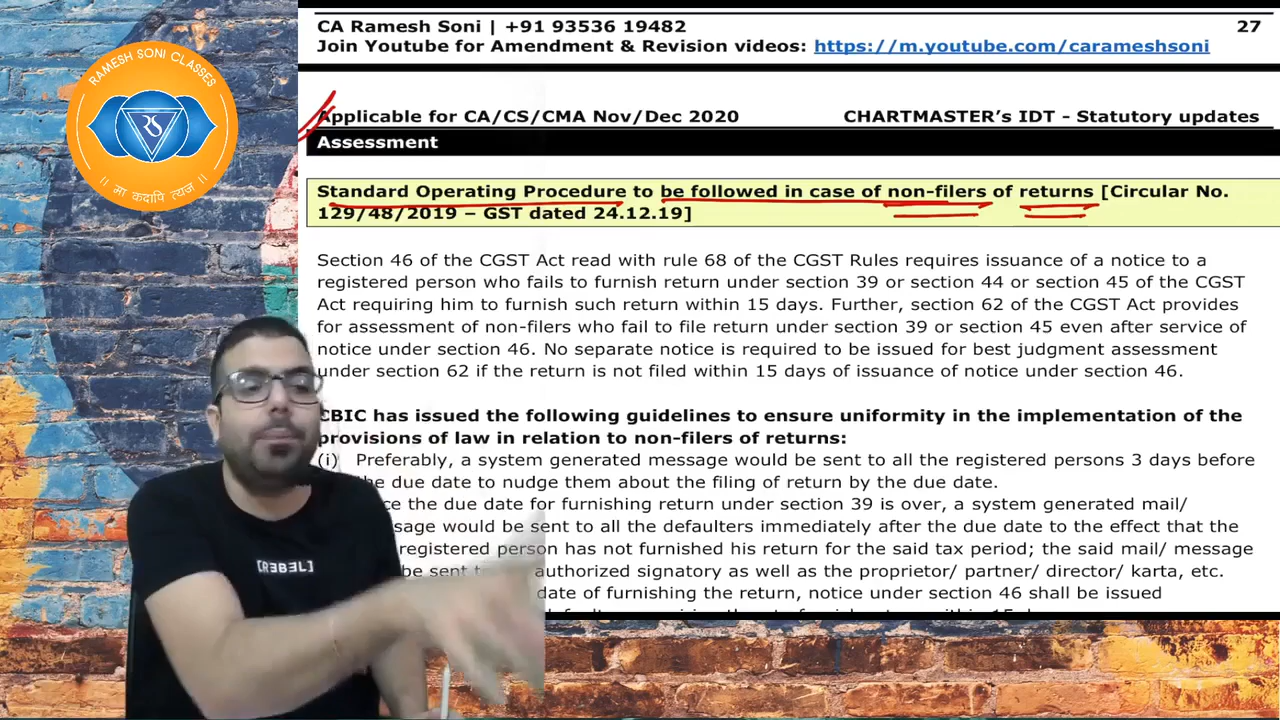 CA Ramesh Soni | +91 93536 19482
27
Join Youtube for Amendment & Revision videos: https://m.youtube.com/carameshsoni
RAMESH SONI CLASSES
RS
|| मा कदापि त्यज ||
Applicable for CA/CS/CMA Nov/Dec 2020
CHARTMASTER's IDT - Statutory updates
Assessment
Standard Operating Procedure to be followed in case of non-filers of returns [Circular No.
129/48/2019 – GST dated 24.12.19]
Section 46 of the CGST Act read with rule 68 of the CGST Rules requires issuance of a notice to a
registered person who fails to furnish return under section 39 or section 44 or section 45 of the CGST
Act requiring him to furnish such return within 15 days. Further, section 62 of the CGST Act provides
for assessment of non-filers who fail to file return under section 39 or section 45 even after service of
notice under section 46. No separate notice is required to be issued for best judgment assessment
under section 62 if the return is not filed within 15 days of issuance of notice under section 46.
CBIC has issued the following guidelines to ensure uniformity in the implementation of the
provisions of law in relation to non-filers of returns:
(i) Preferably, a system generated message would be sent to all the registered persons 3 days before
the due date to nudge them about the filing of return by the due date.
the due date for furnishing return under section 39 is over, a system generated mail/
would be sent to all the defaulters immediately after the due date to the effect that the
registered person has not furnished his return for the said tax period; the said mail/ message
be sent authorized signatory as well as the proprietor/ partner/ director/ karta, etc.
date of furnishing the return, notice under section 46 shall be issued
[REBEL]